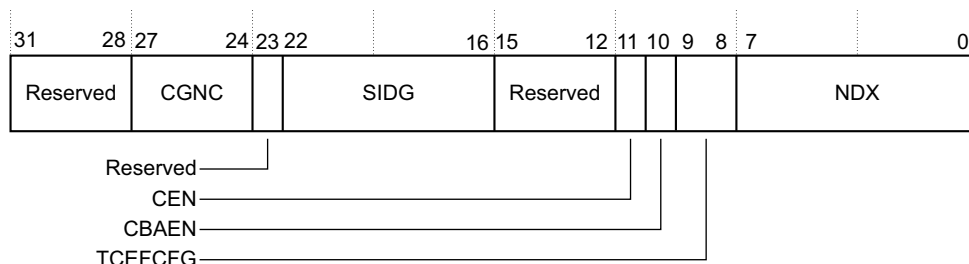 31 28 27 24 23 22 16 15 12 11 10 9 8 7 0
Reserved CGNC SIDG Reserved NDX
Reserved
CEN
CBAEN
TCEFCFG